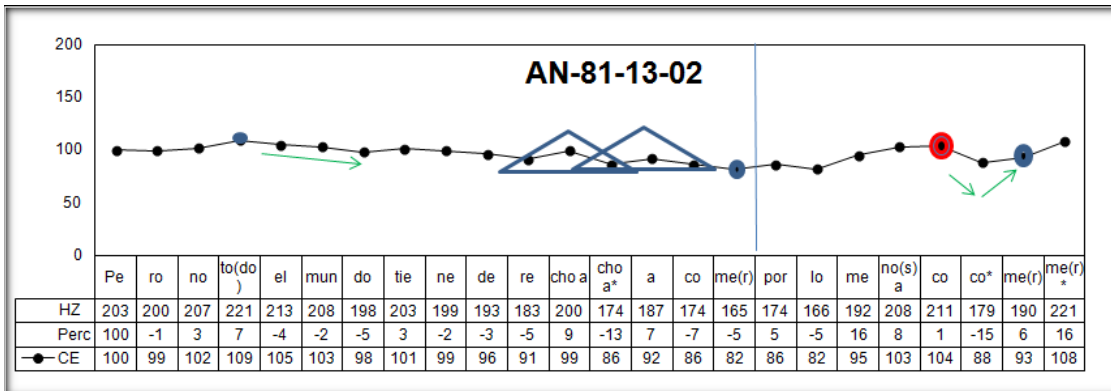 200
AN-81-13-02
150
100
50
0
Pe ro no to(do) el mun do tie ne de re cho a cho a* a co me(r) por lo me no(s) a co co* me(r) me(r)*
HZ 203 200 207 221 213 208 198 203 199 193 183 200 174 187 174 165 174 166 192 208 211 179 190 221
Perc 100 -1 3 7 -4 -2 -5 3 -2 -3 -5 9 -13 7 -7 -5 5 -5 16 8 1 -15 6 16
CE 100 99 102 109 105 103 98 101 99 96 91 99 86 92 86 82 86 82 95 103 104 88 93 108